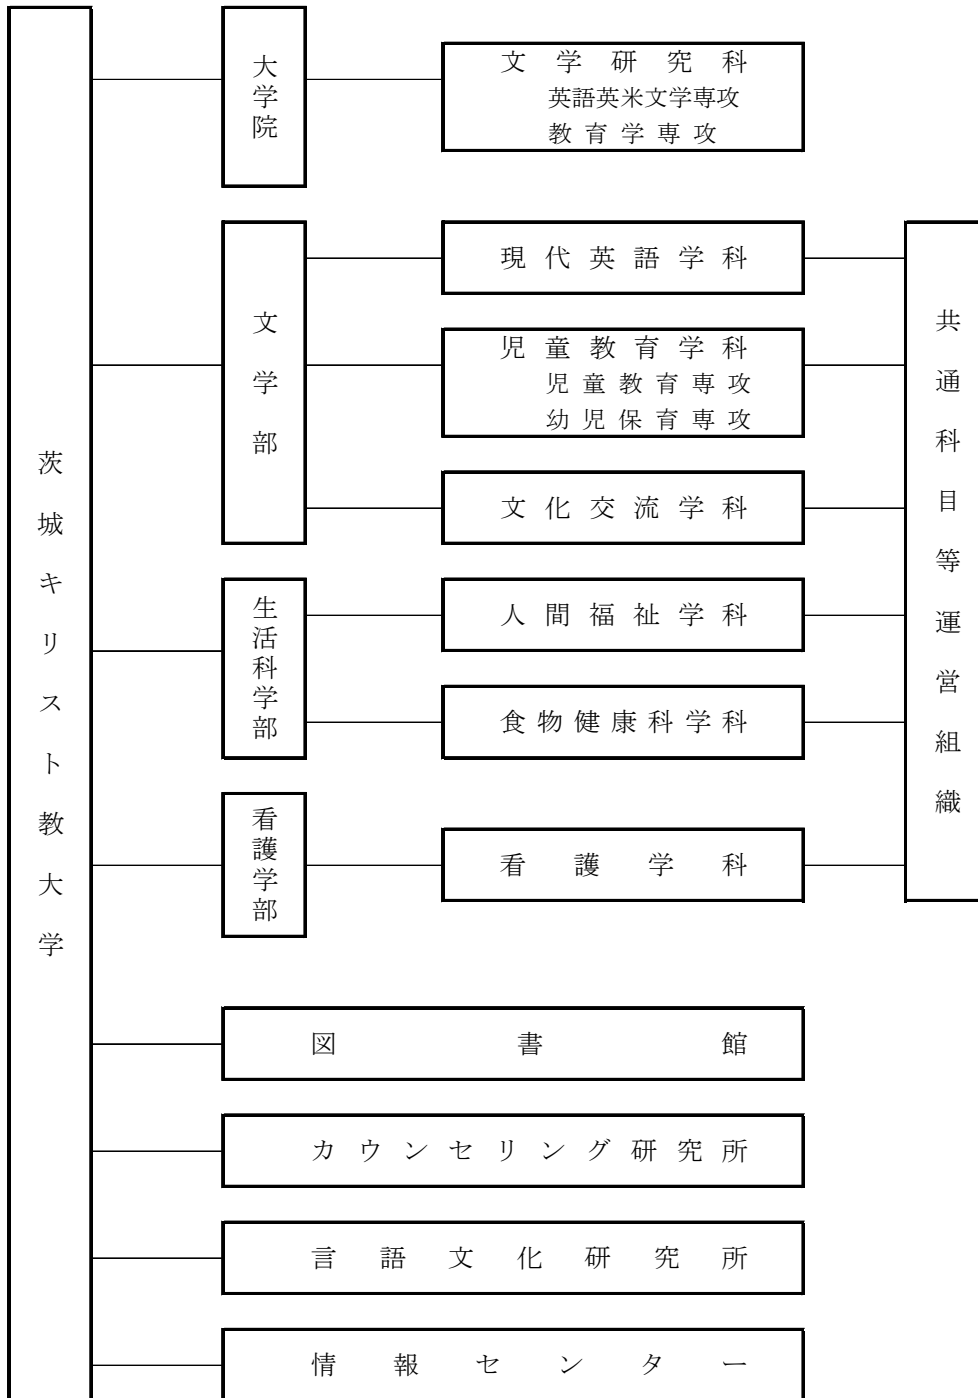 茨城キリスト教大学
大学院
文学研究科
英語英米文学専攻
教育学専攻
文学部
現代英語学科
児童教育学科
児童教育専攻
幼児保育専攻
文化交流学科
生活科学部
人間福祉学科
食物健康科学科
看護学部
看護学科
共通科目等運営組織
図書館
カウンセリング研究所
言語文化研究所
情報センター